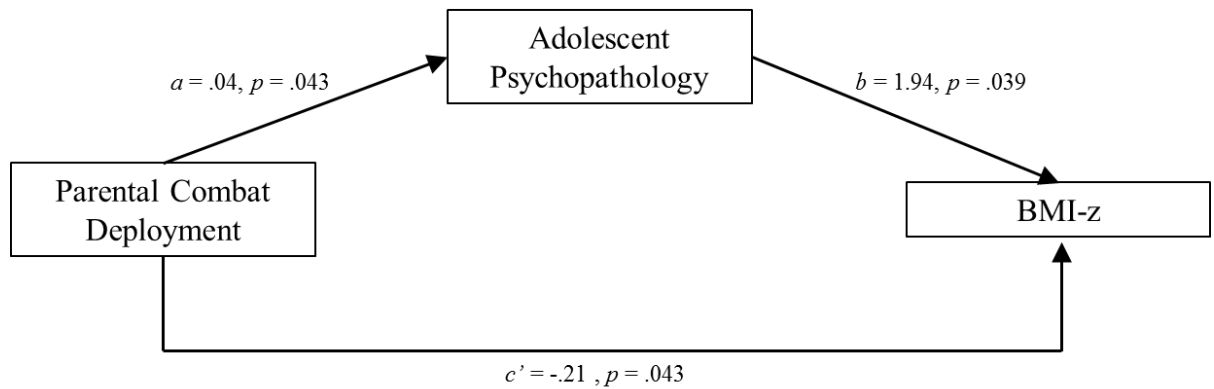 Adolescent
Psychopathology
a = .04, p = .043
b = 1.94, p = .039
Parental Combat
Deployment
BMI-z
c’ = -.21 , p = .043